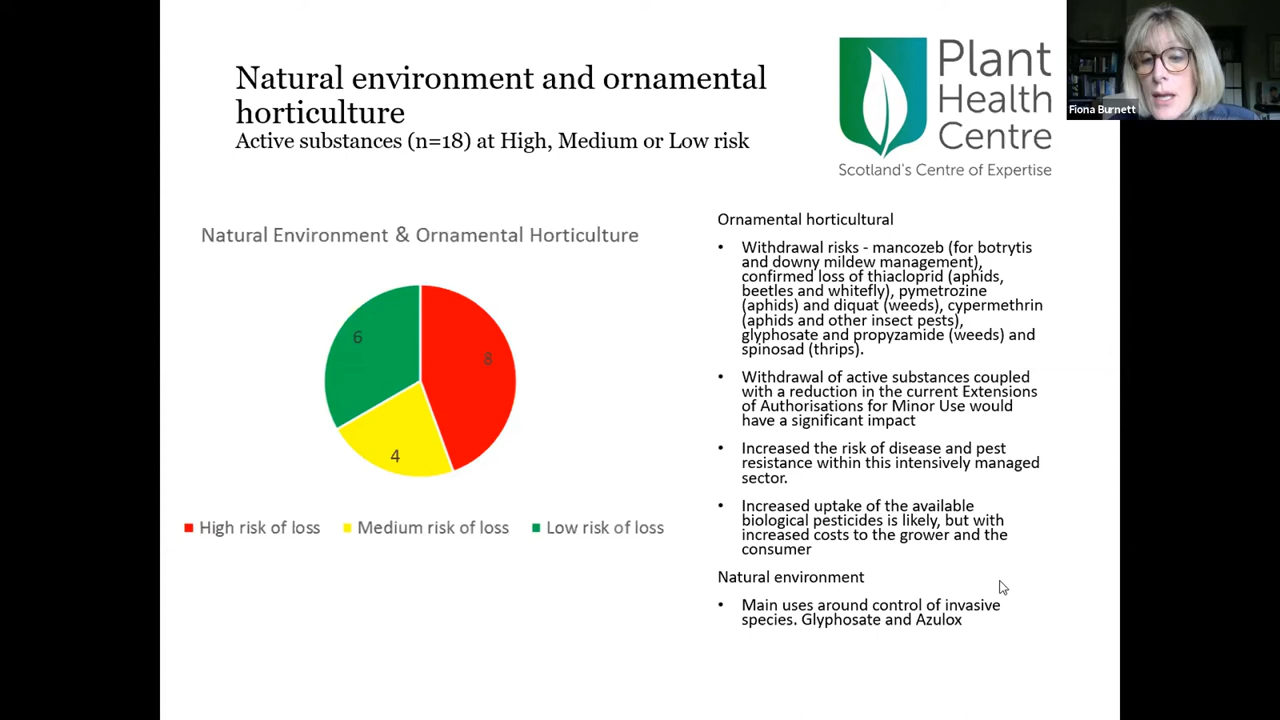 Natural environment and ornamental
horticulture
Active substances (n=18) at High, Medium or Low risk
Plant
Health
Centre
Scotland's Centre of Expertise
Fiona Burnett
Natural Environment & Ornamental Horticulture
6
8
4
High risk of loss
Medium risk of loss
Low risk of loss
Ornamental horticultural
• Withdrawal risks - mancozeb (for botrytis
and downy mildew management),
confirmed loss of thiacloprid (aphids,
beetles and whitefly), pymetrozine
(aphids) and diquat (weeds), cypermethrin
(aphids and other insect pests),
glyphosate and propyzamide (weeds) and
spinosad (thrips).
• Withdrawal of active substances coupled
with a reduction in the current Extensions
of Authorisations for Minor Use would
have a significant impact
• Increased the risk of disease and pest
resistance within this intensively managed
sector.
• Increased uptake of the available
biological pesticides is likely, but with
increased costs to the grower and the
consumer
Natural environment
• Main uses around control of invasive
species. Glyphosate and Azulox